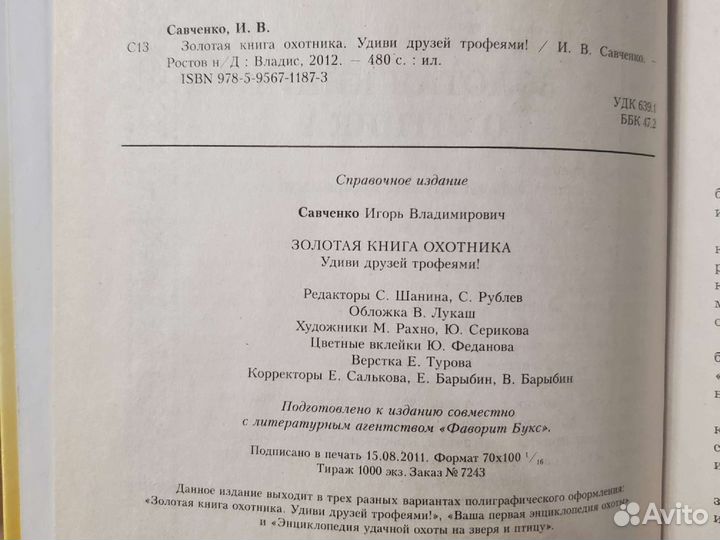 Савченко, И. В.
С13 Золотая книга охотника. Удиви друзей трофеями! / И. В. Савченко. –
Ростов н/Д : Владис, 2012. — 480 с. : ил.
ISBN 978-5-9567-1187-3
УДК 639.1
ББК 47.2
Справочное издание
Савченко Игорь Владимирович
ЗОЛОТАЯ КНИГА ОХОТНИКА
Удиви друзей трофеями!
Редакторы С. Шанина, С. Рублев
Обложка В. Лукаш
Художники М. Рахно, Ю. Серикова
Цветные вклейки Ю. Феданова
Верстка Е. Турова
Корректоры Е. Салькова, Е. Барыбин, В. Барыбин
Подготовлено к изданию совместно
с литературным агентством «Фаворит Букс».
Подписано в печать 15.08.2011. Формат 70х100 1/16
Тираж 1000 экз. Заказ № 7243
Данное издание выходит в трех разных вариантах полиграфического оформления:
«Золотая книга охотника. Удиви друзей трофеями!», «Ваша первая энциклопедия охоты»
и «Энциклопедия удачной охоты на зверя и птицу».
Avito